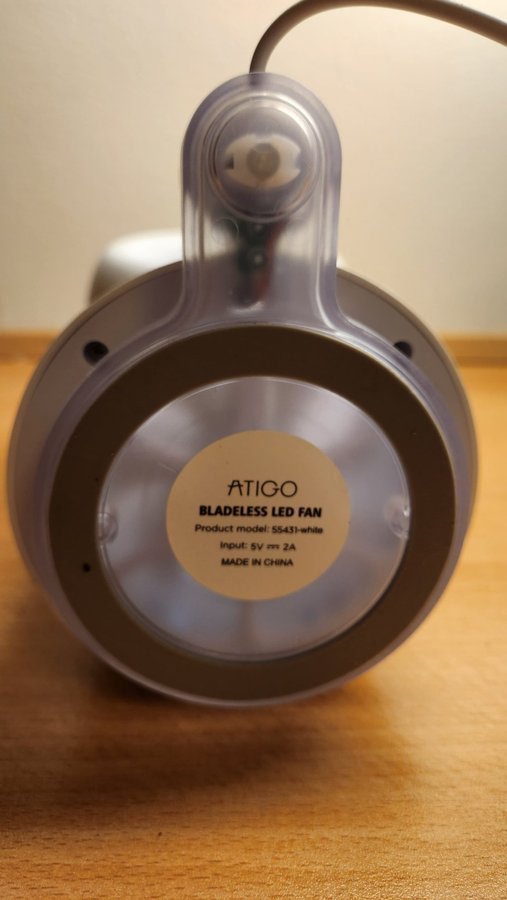 ATIGO
BLADELESS LED FAN
Product model: 55431-white
Input: 5V ⎓ 2A
MADE IN CHINA